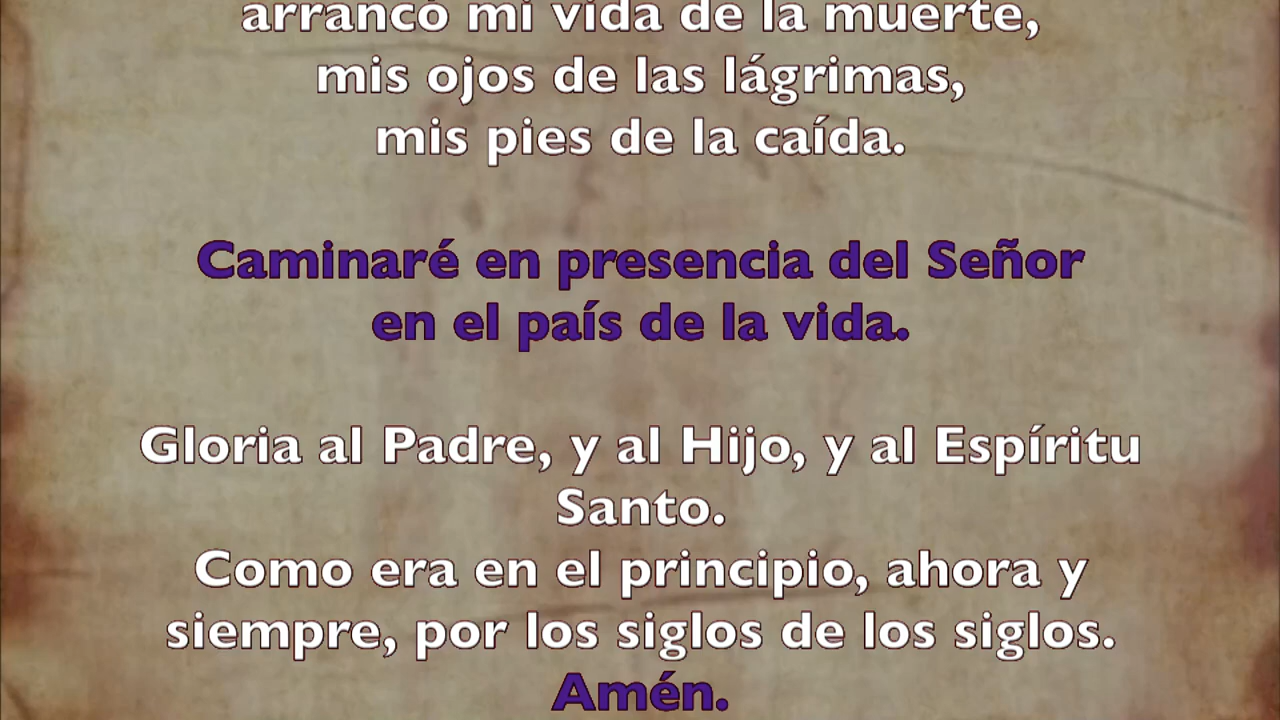 arrancó mi vida de la muerte,
mis ojos de las lágrimas,
mis pies de la caída.
Caminaré en presencia del Señor
en el país de la vida.
Gloria al Padre, y al Hijo, y al Espíritu
Santo.
Como era en el principio, ahora y
siempre, por los siglos de los siglos.
Amén.